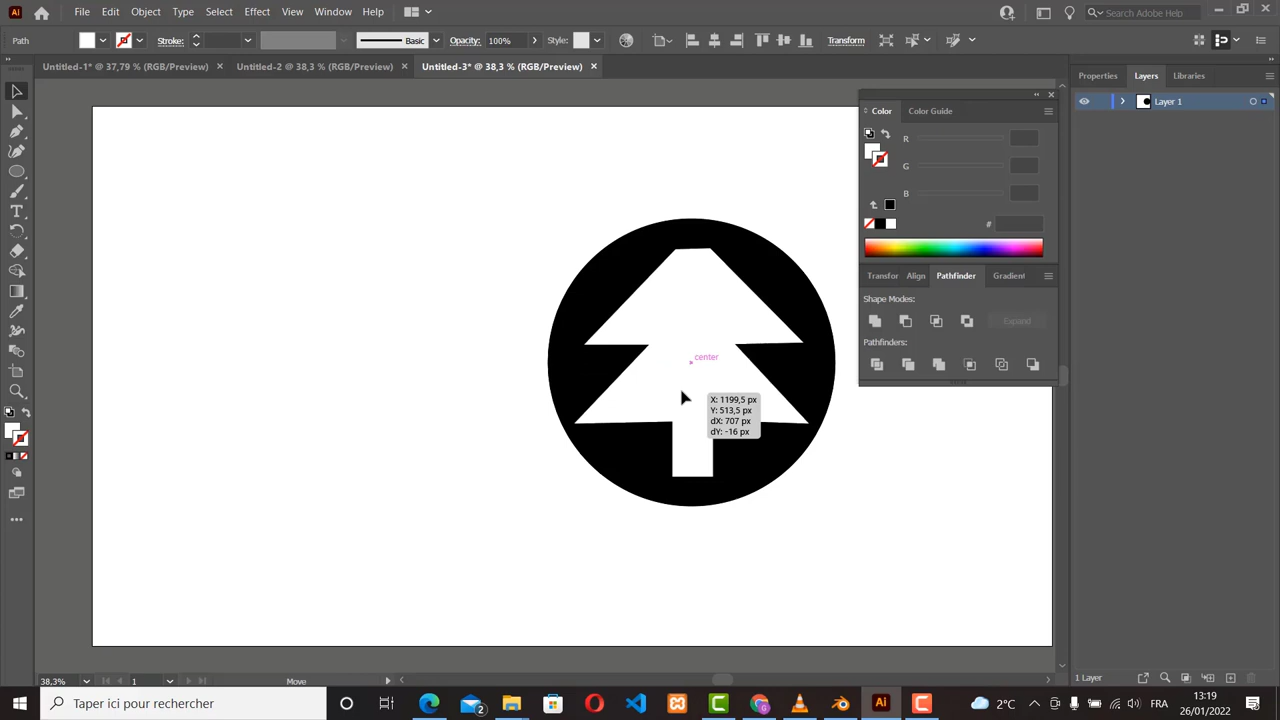 Ai File Edit Object Type Select Effect View Window Help Search Adobe Help
Path Stroke: Basic Opacity: 100% Style: Transform
Untitled-1* @ 37,79 % (RGB/Preview) Untitled-2 @ 38,3 % (RGB/Preview) Untitled-3* @ 38,3 % (RGB/Preview)
Properties Layers Libraries
Layer 1
Color Color Guide
R
G
B
#
Transfor Align Pathfinder Gradient
Shape Modes:
Expand
Pathfinders:
center
X: 1199,5 px
Y: 513,5 px
dX: 707 px
dY: -16 px
38,3% 1 Move 1 Layer
Taper ici pour rechercher 2 Ai 2°C FRA 13:19
26/01/2022